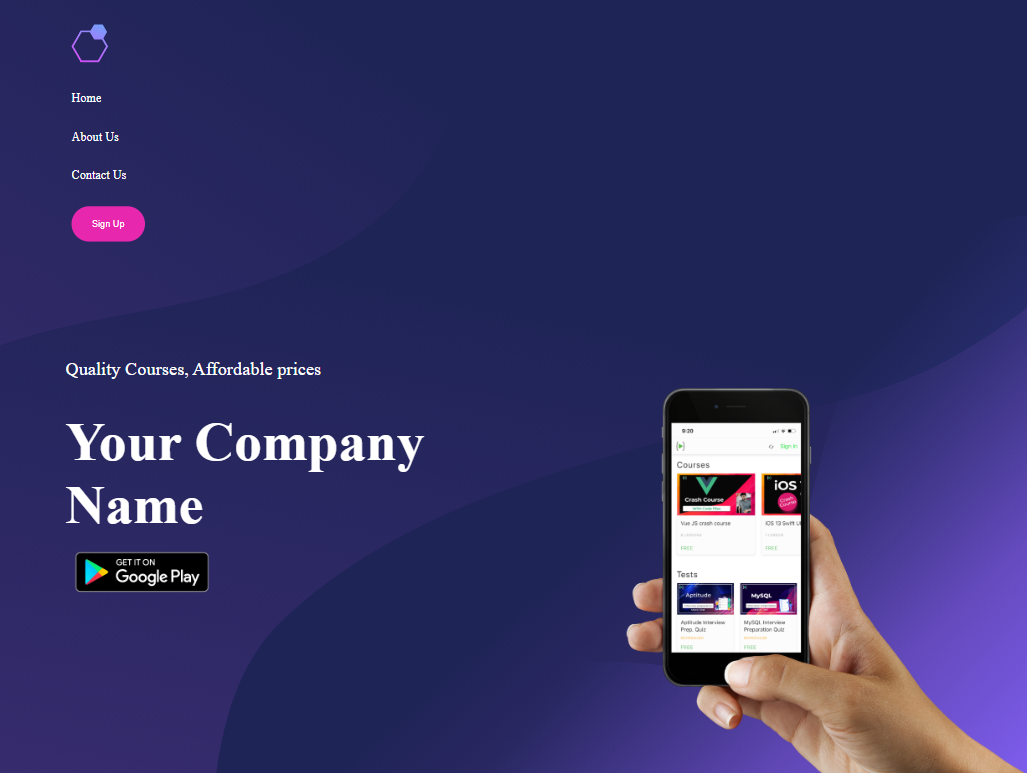 Home
About Us
Contact Us
Sign Up
Quality Courses, Affordable prices
Your Company
Name
GET IT ON
Google Play
9:20
Sign in
Courses
Crash Course
iOS
Crash
Course
Vue JS crash course
iOS 13 Swift UI
FREE
FREE
Tests
Aptitude
MySQL
Aptitude Interview
Prep. Quiz
MySQL Interview
Preparation Quiz
FREE
FREE